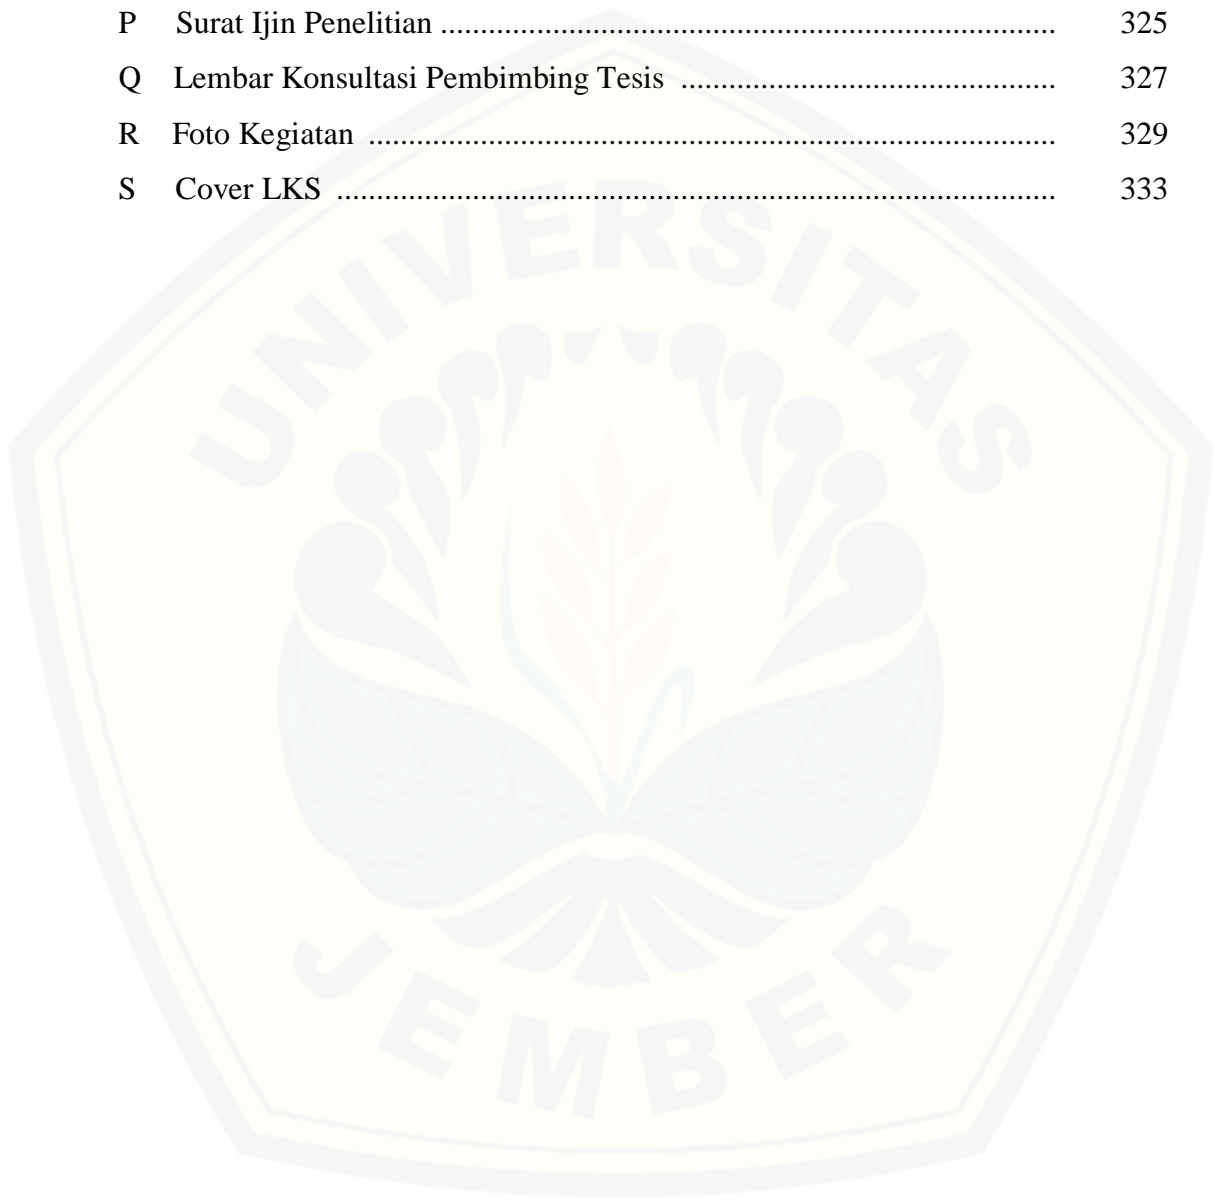 P Surat Ijin Penelitian ............................................................................. 325
Q Lembar Konsultasi Pembimbing Tesis ............................................... 327
R Foto Kegiatan ...................................................................................... 329
S Cover LKS .......................................................................................... 333
UNIVERSITAS
JEMBER